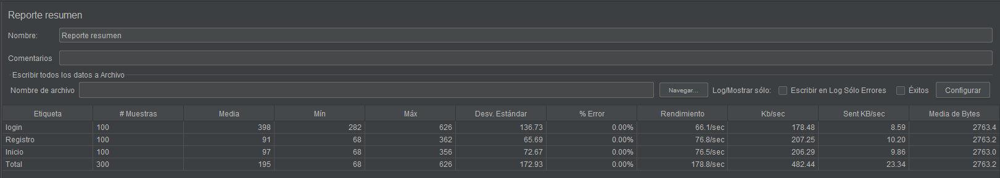 Reporte resumen
Nombre: Reporte resumen
Comentarios
Escribir todos los datos a Archivo
Nombre de archivo Navegar... Log/Mostrar sólo: Escribir en Log Sólo Errores Éxitos Configurar
Etiqueta # Muestras Media Mín Máx Desv. Estándar % Error Rendimiento Kb/sec Sent KB/sec Media de Bytes
login 100 398 282 626 136.73 0.00% 66.1/sec 178.48 8.59 2763.4
Registro 100 91 68 362 65.69 0.00% 76.8/sec 207.25 10.20 2763.2
Inicio 100 97 68 356 72.67 0.00% 76.5/sec 206.29 9.86 2763.0
Total 300 195 68 626 172.93 0.00% 178.8/sec 482.44 23.34 2763.2